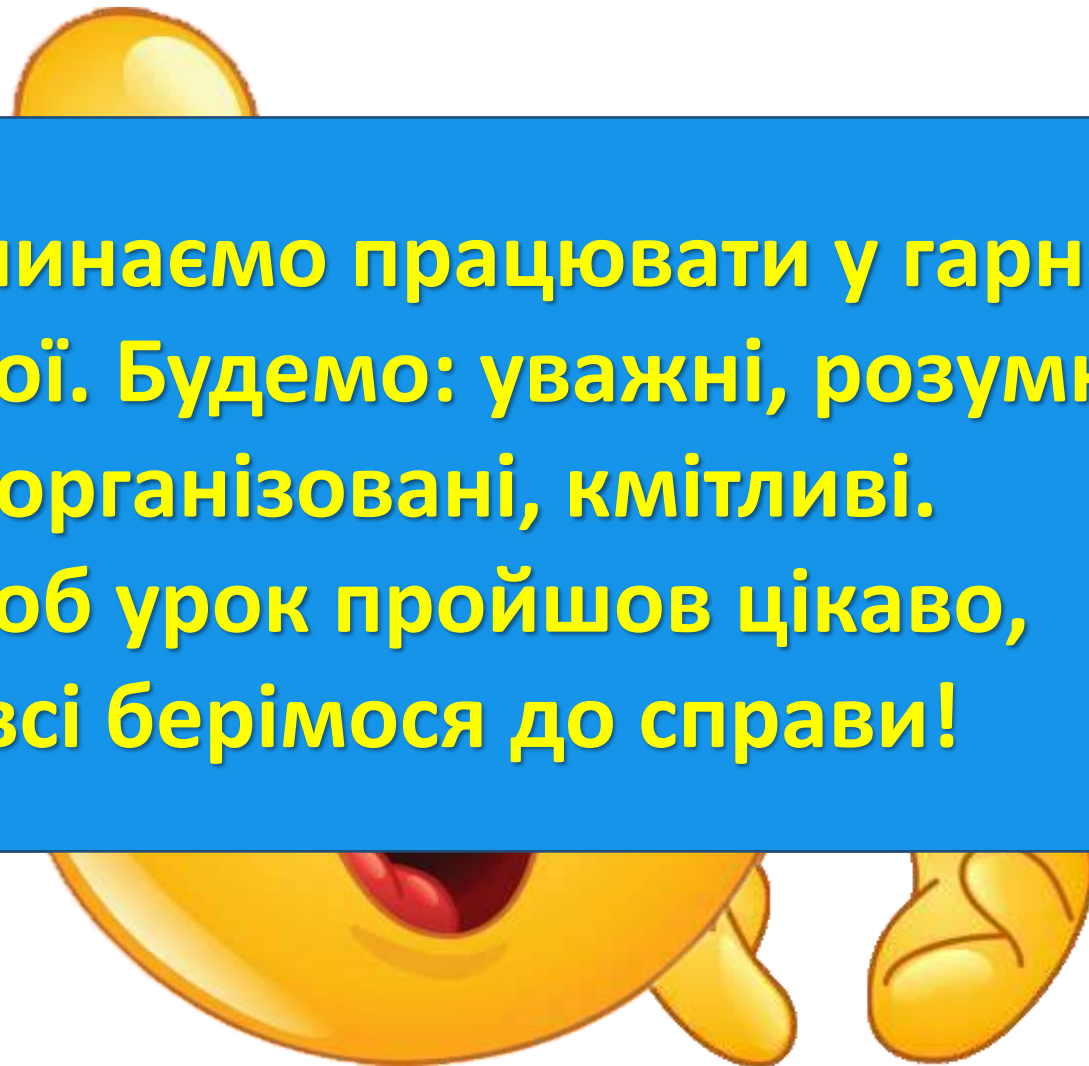 чинаємо працювати у гарн
ої. Будемо: уважні, розумн
організовані, кмітливі.
об урок пройшов цікаво,
всі берімося до справи!